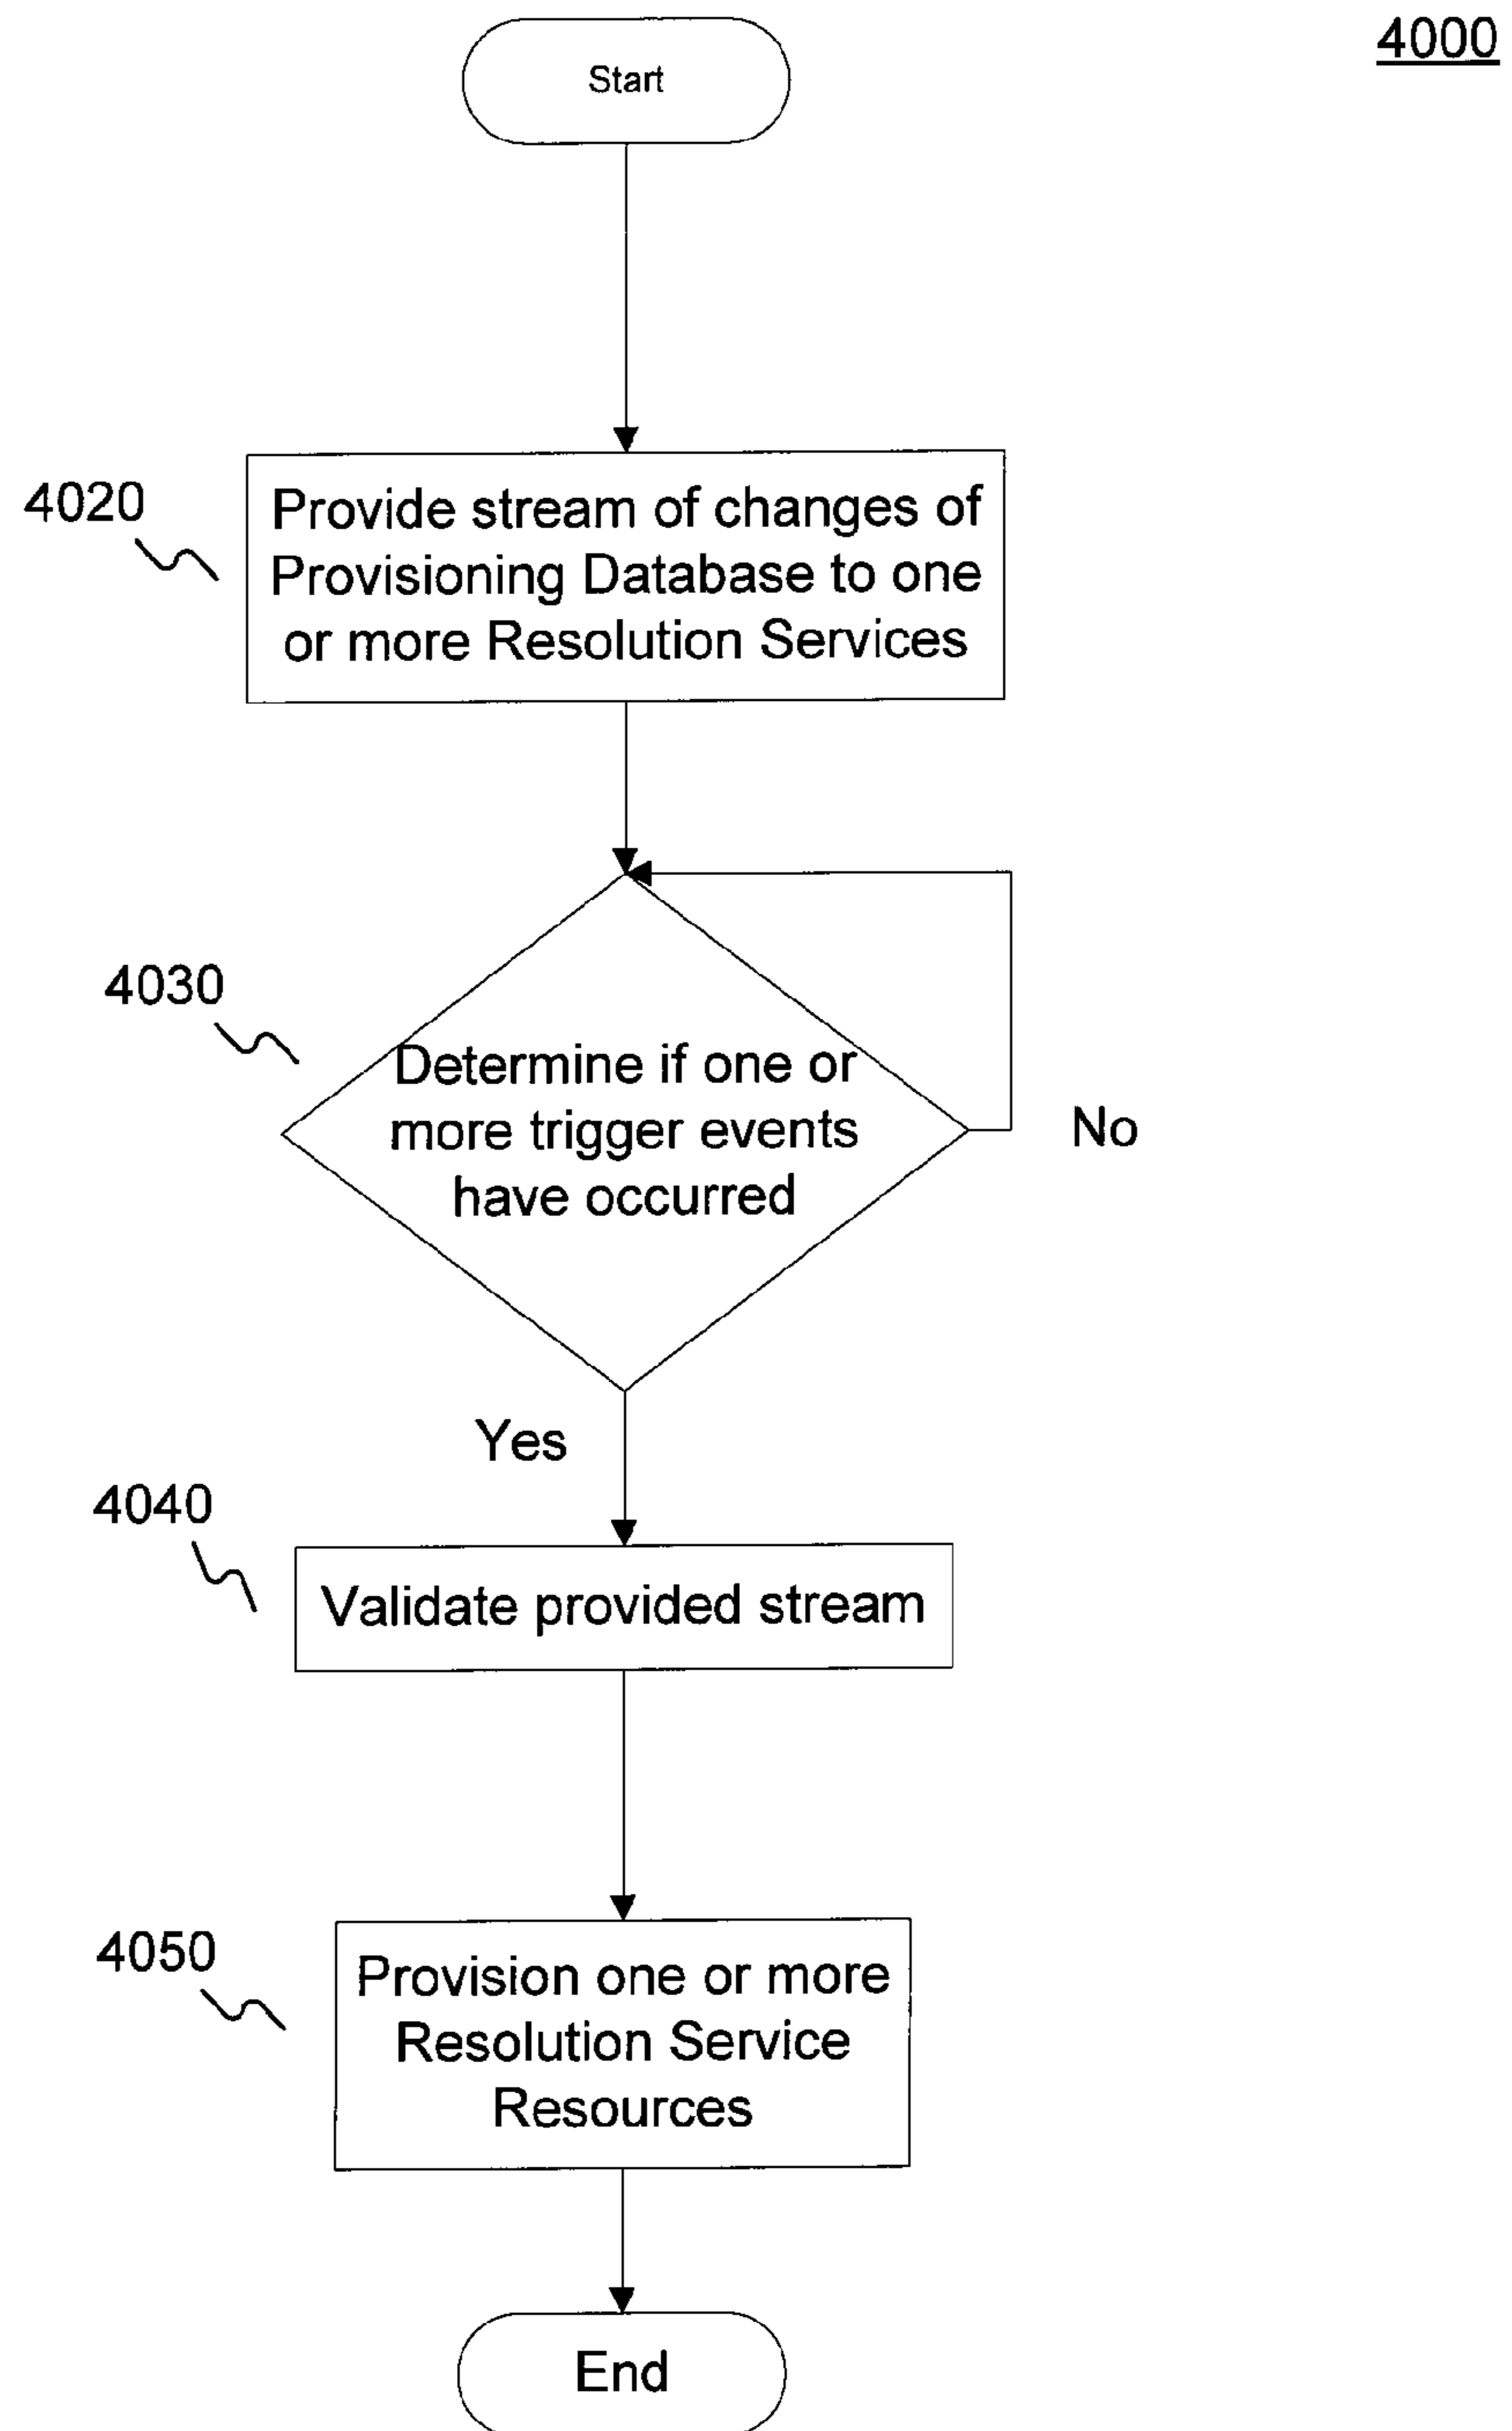 4000
Start
4020
Provide stream of changes of
Provisioning Database to one
or more Resolution Services
4030
Determine if one or
more trigger events
have occurred
No
Yes
4040
Validate provided stream
4050
Provision one or more
Resolution Service
Resources
End